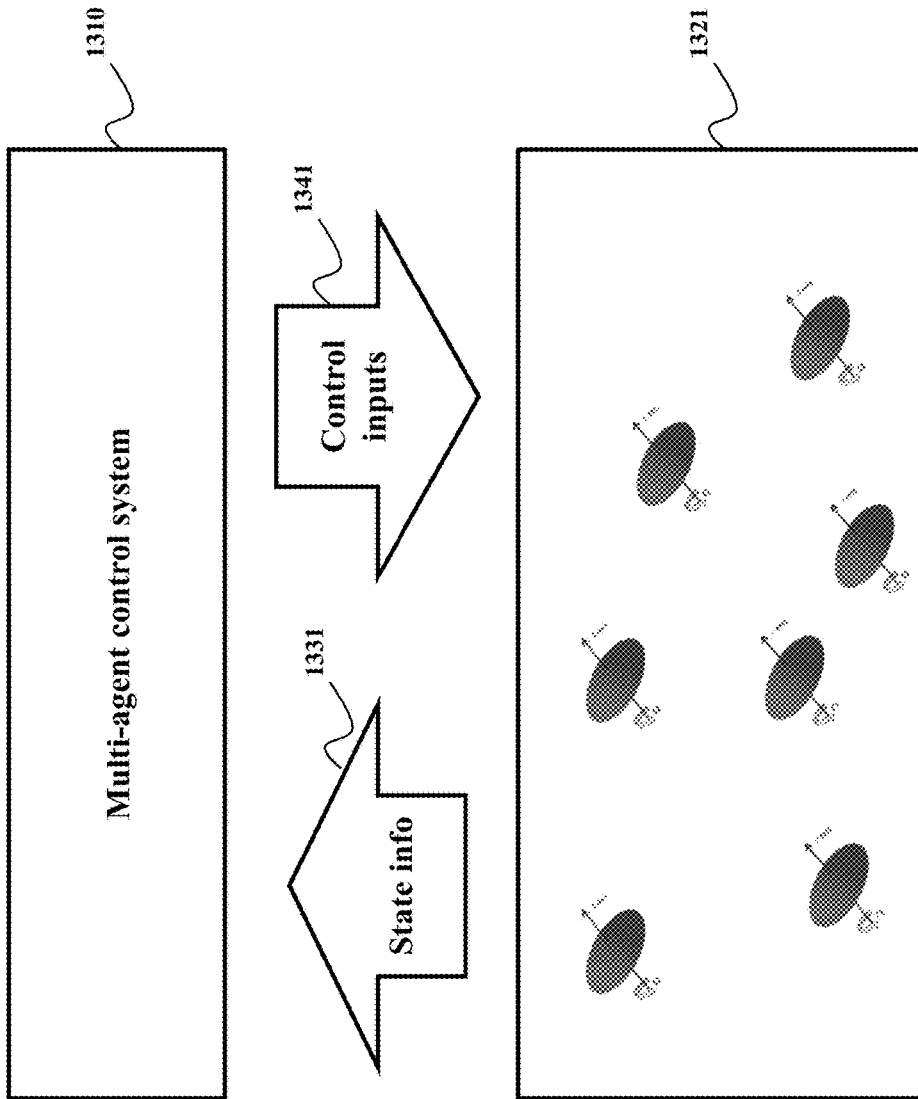 Multi-agent control system
1310
State info
1331
Control
inputs
1341
1321